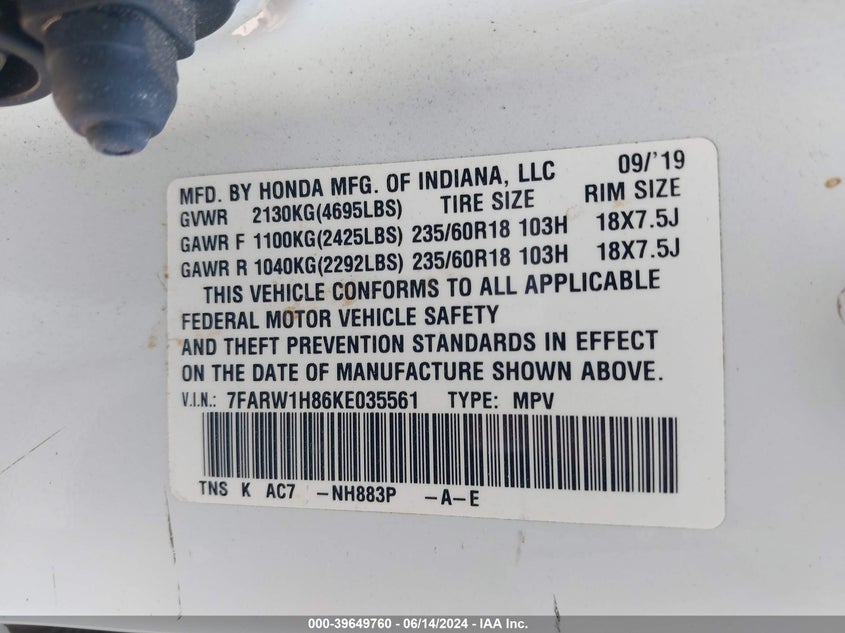 MFD. BY HONDA MFG. OF INDIANA, LLC 09/'19
GVWR 2130KG(4695LBS) TIRE SIZE RIM SIZE
GAWR F 1100KG(2425LBS) 235/60R18 103H 18X7.5J
GAWR R 1040KG(2292LBS) 235/60R18 103H 18X7.5J
THIS VEHICLE CONFORMS TO ALL APPLICABLE
FEDERAL MOTOR VEHICLE SAFETY
AND THEFT PREVENTION STANDARDS IN EFFECT
ON THE DATE OF MANUFACTURE SHOWN ABOVE.
V.I.N.: 7FARW1H86KE035561 TYPE: MPV
TNS K AC7 -NH883P -A-E
000-39649760 - 06/14/2024 - IAA Inc.